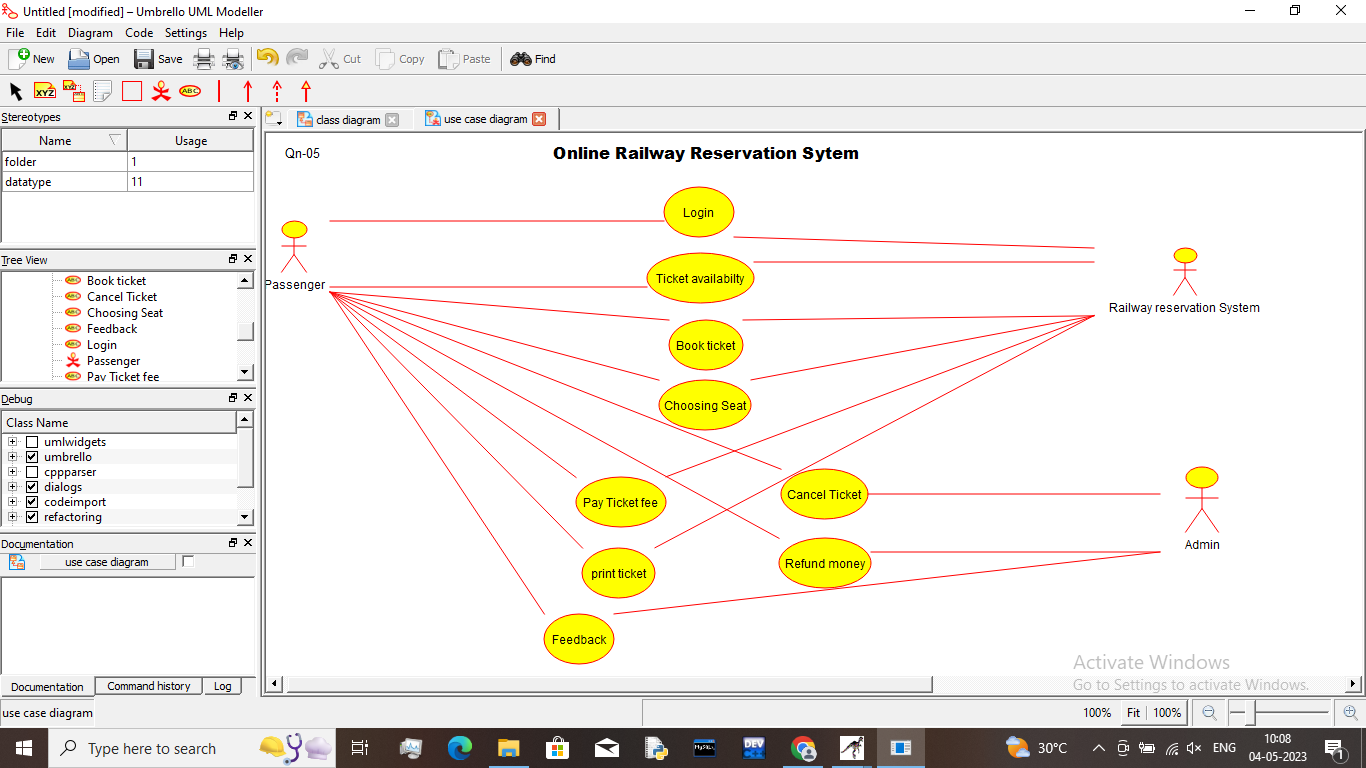 Untitled [modified] – Umbrello UML Modeller
File Edit Diagram Code Settings Help
New Open Save Cut Copy Paste Find
XYZ XYZ ABC
Stereotypes
Name Usage
folder 1
datatype 11
Tree View
Book ticket
Cancel Ticket
Choosing Seat
Feedback
Login
Passenger
Pay Ticket fee
Debug
Class Name
umlwidgets
umbrello
cppparser
dialogs
codeimport
refactoring
Documentation
use case diagram
Documentation Command history Log
class diagram use case diagram
Qn-05
Online Railway Reservation Sytem
Login
Ticket availabilty
Passenger
Railway reservation System
Book ticket
Choosing Seat
Pay Ticket fee
Cancel Ticket
Admin
print ticket
Refund money
Feedback
Activate Windows
Go to Settings to activate Windows.
use case diagram
100% Fit 100%
Type here to search
MySQL
DEV
30°C
ENG
10:08
04-05-2023
1